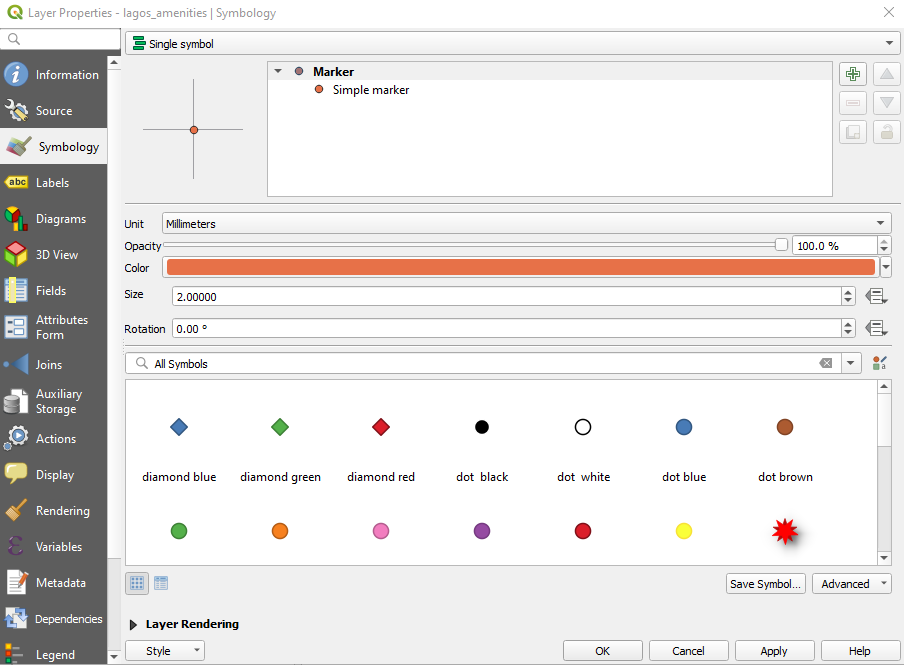 Layer Properties - lagos_amenities | Symbology
Single symbol
Information
Source
Symbology
Labels
Diagrams
3D View
Fields
Attributes
Form
Joins
Auxiliary
Storage
Actions
Display
Rendering
Variables
Metadata
Dependencies
Legend
abc
Marker
Simple marker
Unit
Millimeters
Opacity
100.0 %
Color
Size
2.00000
Rotation
0.00 °
All Symbols
diamond blue
diamond green
diamond red
dot  black
dot  white
dot blue
dot brown
Save Symbol...
Advanced
Layer Rendering
Style
OK
Cancel
Apply
Help